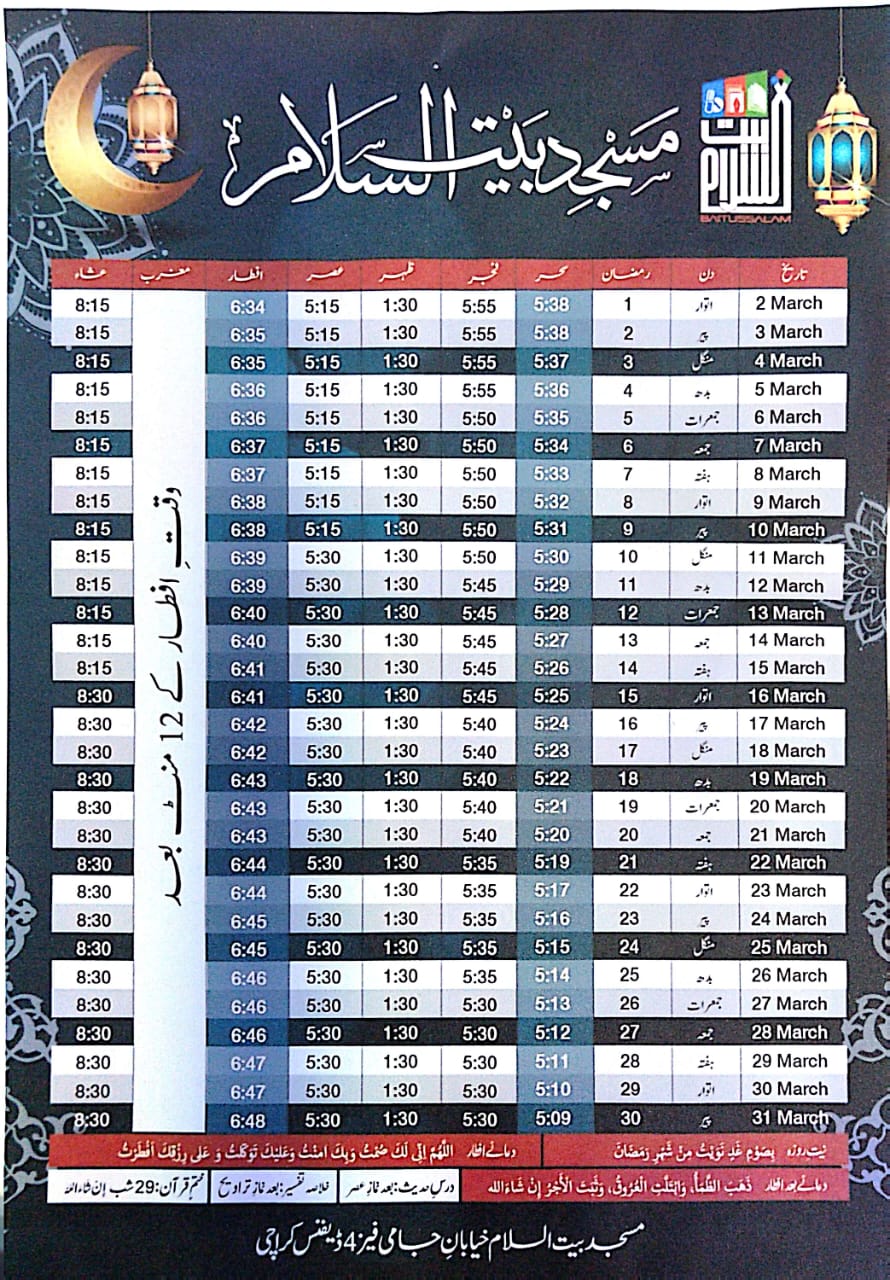 مسجد بیت السلام
بیت السلام
BAITUSSALAM
تاریخ دن رمضان سحر فجر ظہر عصر افطار مغرب عشاء
2 March اتوار 1 5:38 5:55 1:30 5:15 6:34 8:15
3 March پیر 2 5:38 5:55 1:30 5:15 6:35 8:15
4 March منگل 3 5:37 5:55 1:30 5:15 6:35 8:15
5 March بدھ 4 5:36 5:55 1:30 5:15 6:36 8:15
6 March جمعرات 5 5:35 5:50 1:30 5:15 6:36 8:15
7 March جمعہ 6 5:34 5:50 1:30 5:15 6:37 8:15
8 March ہفتہ 7 5:33 5:50 1:30 5:15 6:37 8:15
9 March اتوار 8 5:32 5:50 1:30 5:15 6:38 8:15
10 March پیر 9 5:31 5:50 1:30 5:15 6:38 8:15
11 March منگل 10 5:30 5:50 1:30 5:30 6:39 8:15
12 March بدھ 11 5:29 5:45 1:30 5:30 6:39 8:15
13 March جمعرات 12 5:28 5:45 1:30 5:30 6:40 8:15
14 March جمعہ 13 5:27 5:45 1:30 5:30 6:40 8:15
15 March ہفتہ 14 5:26 5:45 1:30 5:30 6:41 8:15
16 March اتوار 15 5:25 5:45 1:30 5:30 6:41 8:30
17 March پیر 16 5:24 5:40 1:30 5:30 6:42 8:30
18 March منگل 17 5:23 5:40 1:30 5:30 6:42 8:30
19 March بدھ 18 5:22 5:40 1:30 5:30 6:43 8:30
20 March جمعرات 19 5:21 5:40 1:30 5:30 6:43 8:30
21 March جمعہ 20 5:20 5:40 1:30 5:30 6:43 8:30
22 March ہفتہ 21 5:19 5:35 1:30 5:30 6:44 8:30
23 March اتوار 22 5:17 5:35 1:30 5:30 6:44 8:30
24 March پیر 23 5:16 5:35 1:30 5:30 6:45 8:30
25 March منگل 24 5:15 5:35 1:30 5:30 6:45 8:30
26 March بدھ 25 5:14 5:35 1:30 5:30 6:46 8:30
27 March جمعرات 26 5:13 5:30 1:30 5:30 6:46 8:30
28 March جمعہ 27 5:12 5:30 1:30 5:30 6:46 8:30
29 March ہفتہ 28 5:11 5:30 1:30 5:30 6:47 8:30
30 March اتوار 29 5:10 5:30 1:30 5:30 6:47 8:30
31 March پیر 30 5:09 5:30 1:30 5:30 6:48 8:30
وقتِ افطار کے 12 منٹ بعد
نیت روزہ بِصَوْمِ غَدٍ نَّوَيْتُ مِنْ شَهْرِ رَمَضَانَ
دعائے افطار اَللّٰهُمَّ اِنِّى لَكَ صُمْتُ وَبِكَ اٰمَنْتُ وَعَلَيْكَ تَوَكَّلْتُ وَ عَلٰى رِزْقِكَ اَفْطَرْتُ
دعائے بعد افطار ذَهَبَ الظَّمَأُ، وَابْتَلَّتِ الْعُرُوْقُ، وَثَبَتَ الْأَجْرُ إِنْ شَاءَ اللّٰه
درسِ حدیث: بعد نمازِ عصر
خلاصہ تفسیر: بعد نمازِ تراویح
ختمِ قرآن: 29 شب إن شاء اللہ
مسجد بیت السلام خیابانِ جامی فیز 4 ڈیفنس کراچی